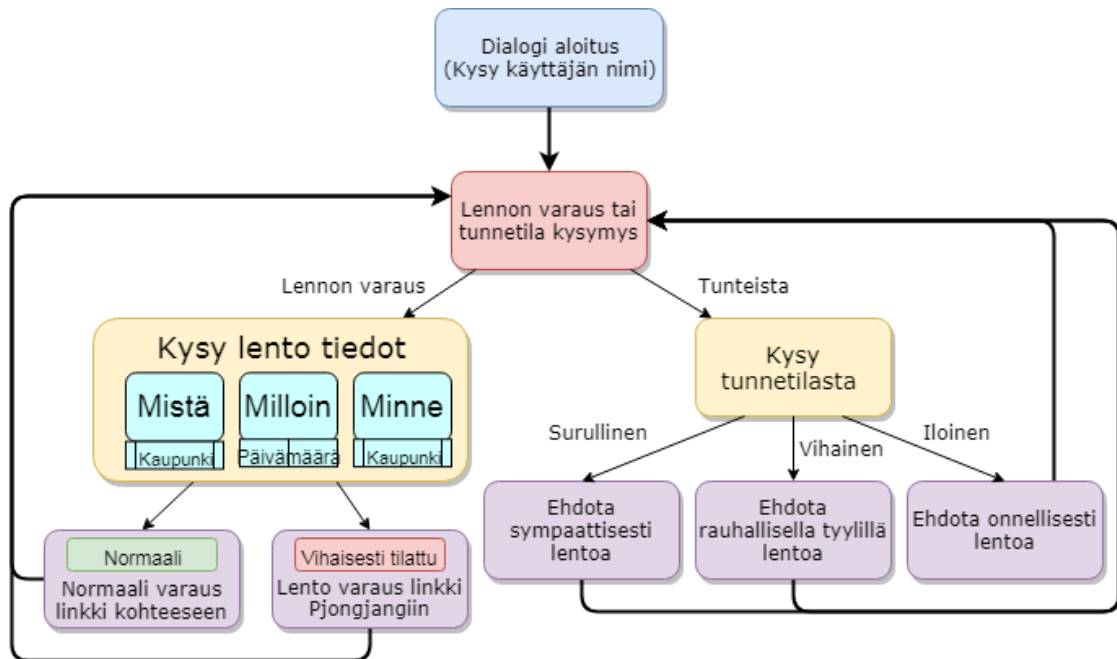 Dialogi aloitus
(Kysy käyttäjän nimi)
Lennon varaus tai
tunnetila kysymys
Lennon varaus
Tunteista
Kysy lento tiedot
Mistä
Milloin
Minne
Kaupunki
Päivämäärä
Kaupunki
Kysy
tunnetilasta
Surullinen
Vihainen
Iloinen
Ehdota
sympaattisesti
lentoa
Ehdota
rauhallisella tyylillä
lentoa
Ehdota onnellisesti
lentoa
Normaali
Normaali varaus
linkki kohteeseen
Vihaisesti tilattu
Lento varaus linkki
Pjongjangiin